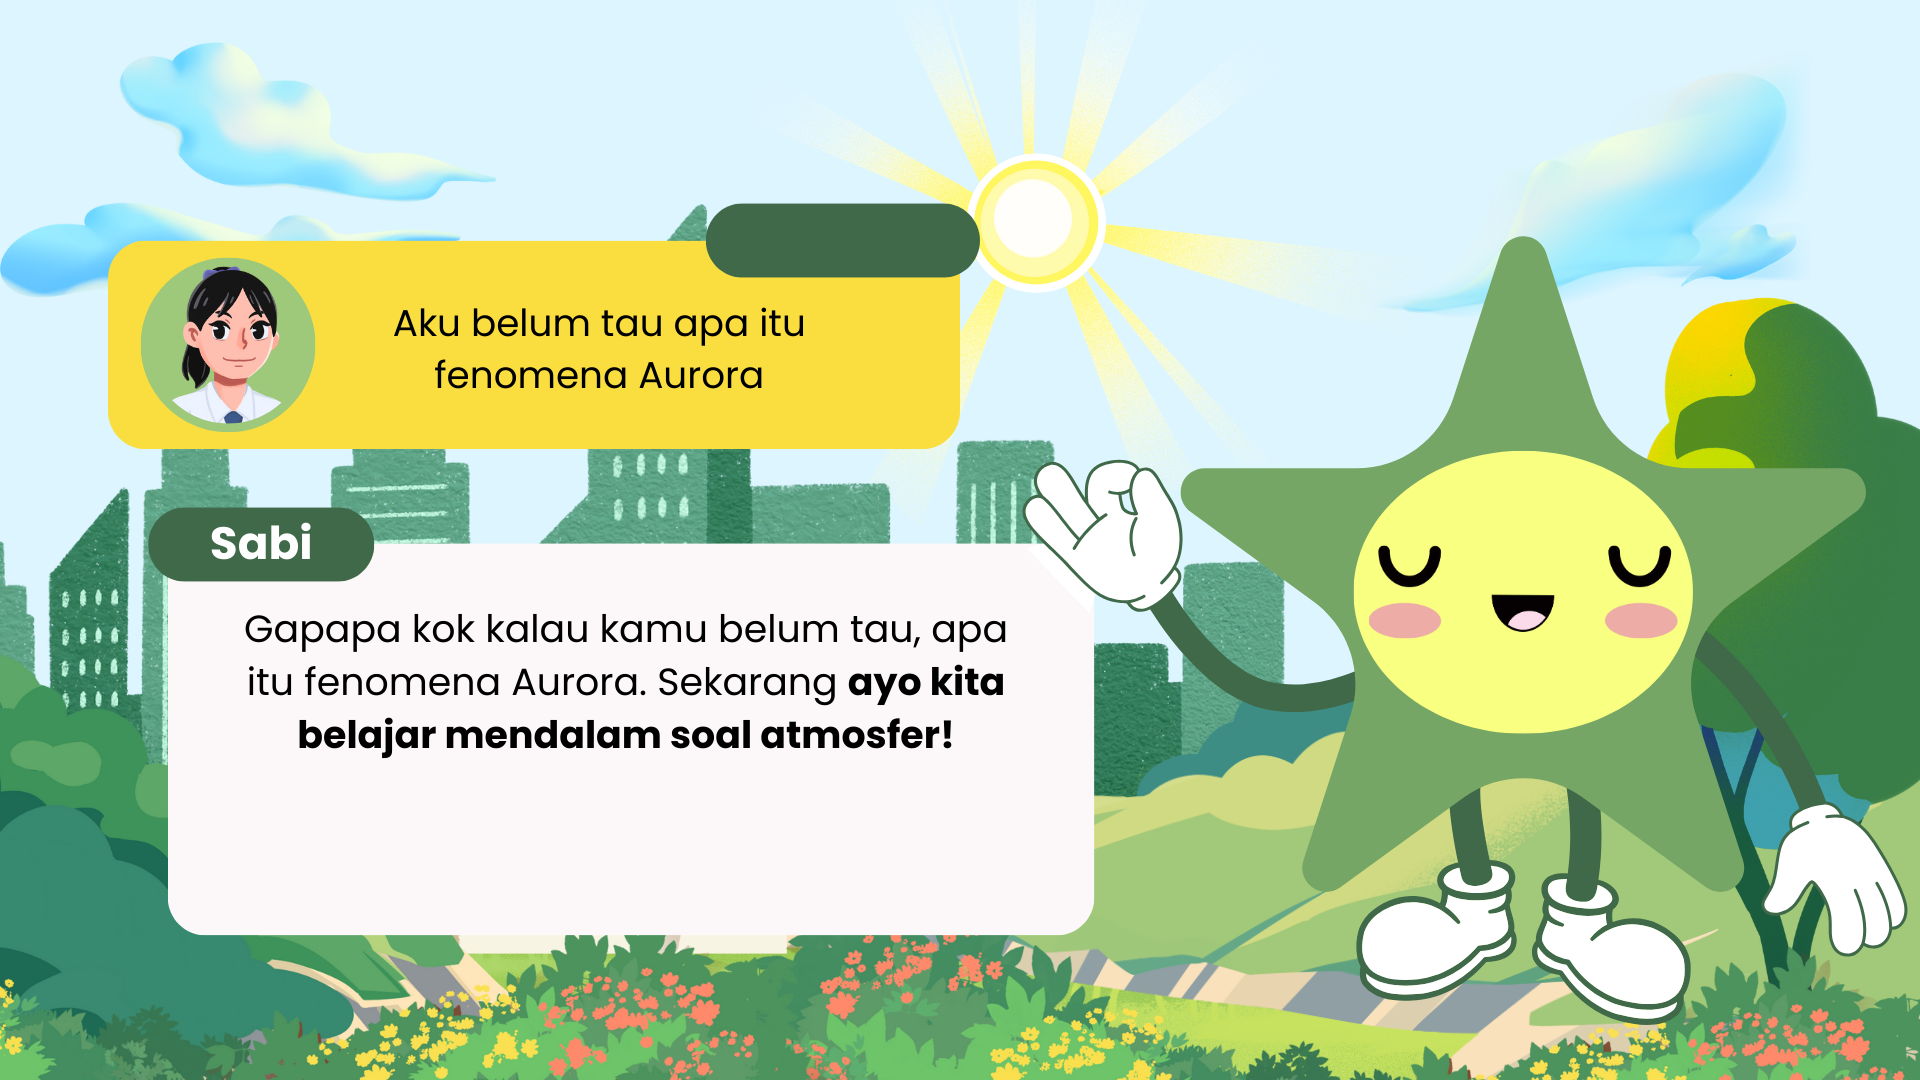 Aku belum tau apa itu
fenomena Aurora
Sabi
Gapapa kok kalau kamu belum tau, apa
itu fenomena Aurora. Sekarang ayo kita
belajar mendalam soal atmosfer!